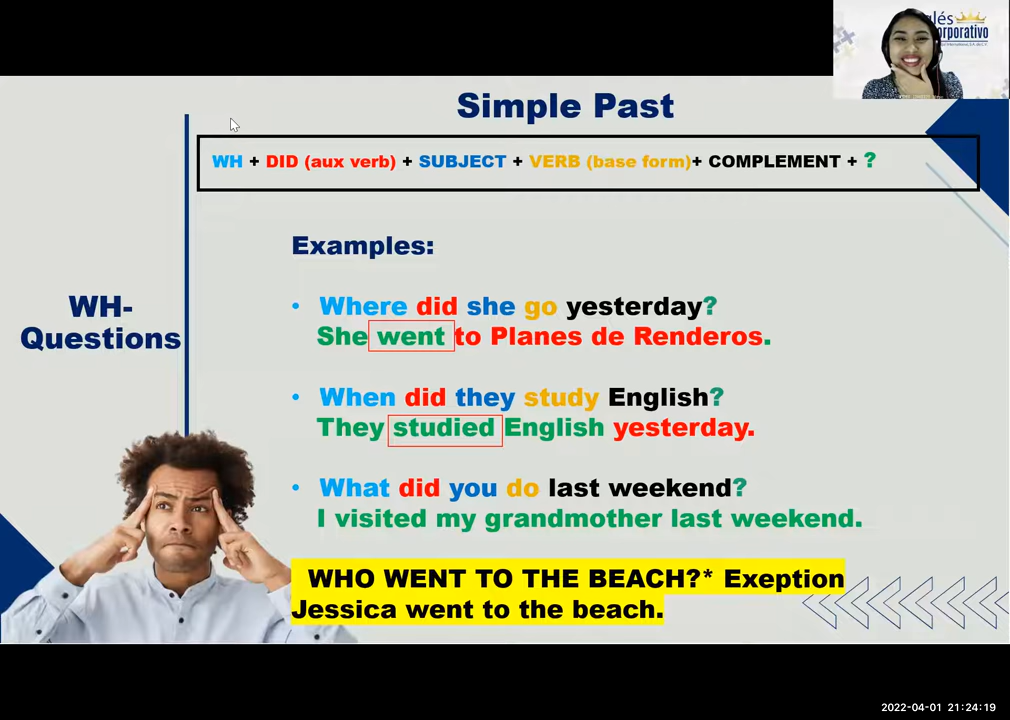 glés
orporativo
Simple Past
WH + DID (aux verb) + SUBJECT + VERB (base form)+ COMPLEMENT + ?
Examples:
WH-
Questions
• Where did she go yesterday?
She went to Planes de Renderos.
• When did they study English?
They studied English yesterday.
• What did you do last weekend?
I visited my grandmother last weekend.
WHO WENT TO THE BEACH?* Exeption
Jessica went to the beach.
2022-04-01 21:24:19